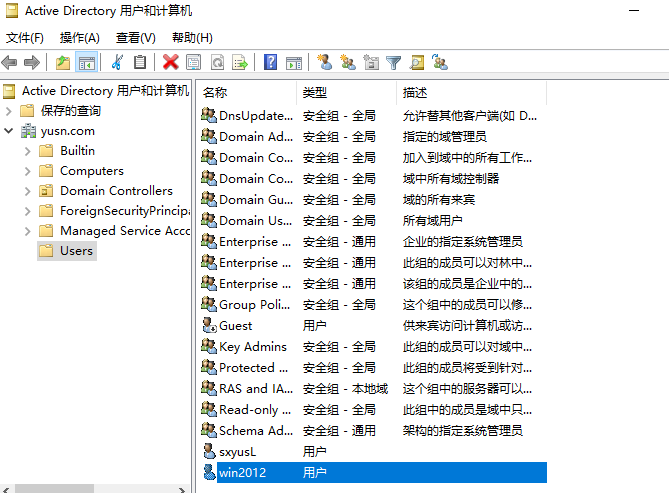 Active Directory 用户和计算机
文件(F) 操作(A) 查看(V) 帮助(H)
Active Directory 用户和计算机
保存的查询
yusn.com
Builtin
Computers
Domain Controllers
ForeignSecurityPrincipa
Managed Service Acco
Users
名称 类型 描述
DnsUpdate... 安全组 - 全局 允许替其他客户端(如 D...
Domain Ad... 安全组 - 全局 指定的域管理员
Domain Co... 安全组 - 全局 加入到域中的所有工作...
Domain Co... 安全组 - 全局 域中所有域控制器
Domain Gu... 安全组 - 全局 域的所有来宾
Domain Us... 安全组 - 全局 所有域用户
Enterprise ... 安全组 - 通用 企业的指定系统管理员
Enterprise ... 安全组 - 通用 此组的成员可以对林中...
Enterprise ... 安全组 - 通用 该组的成员是企业中的...
Group Poli... 安全组 - 全局 这个组中的成员可以修...
Guest 用户 供来宾访问计算机或访...
Key Admins 安全组 - 全局 此组的成员可以对域中...
Protected ... 安全组 - 全局 此组的成员将受到针对...
RAS and IA... 安全组 - 本地域 这个组中的服务器可以...
Read-only ... 安全组 - 全局 此组中的成员是域中只...
Schema Ad... 安全组 - 通用 架构的指定系统管理员
sxyusL 用户
win2012 用户